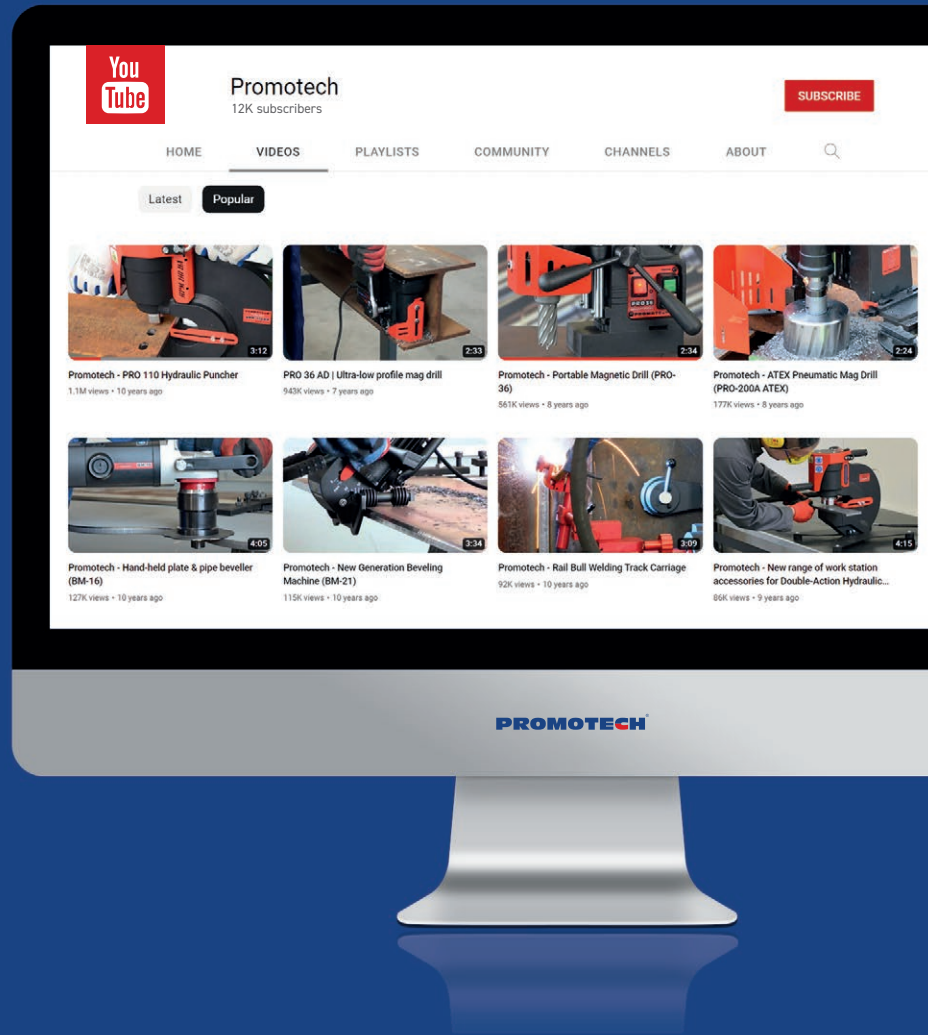 You
Tube
Promotech
12K subscribers
SUBSCRIBE
HOME VIDEOS PLAYLISTS COMMUNITY CHANNELS ABOUT
Latest Popular
3:12 2:33 2:34 2:24
Promotech - PRO 110 Hydraulic Puncher
1.1M views • 10 years ago
PRO 36 AD | Ultra-low profile mag drill
943K views • 7 years ago
Promotech - Portable Magnetic Drill (PRO-
36)
561K views • 8 years ago
Promotech - ATEX Pneumatic Mag Drill
(PRO-200A ATEX)
177K views • 8 years ago
4:05 3:34 3:09 4:15
Promotech - Hand-held plate & pipe beveller
(BM-16)
127K views • 10 years ago
Promotech - New Generation Beveling
Machine (BM-21)
115K views • 10 years ago
Promotech - Rail Bull Welding Track Carriage
92K views • 10 years ago
Promotech - New range of work station
accessories for Double-Action Hydraulic...
86K views • 9 years ago
PROMOTECH